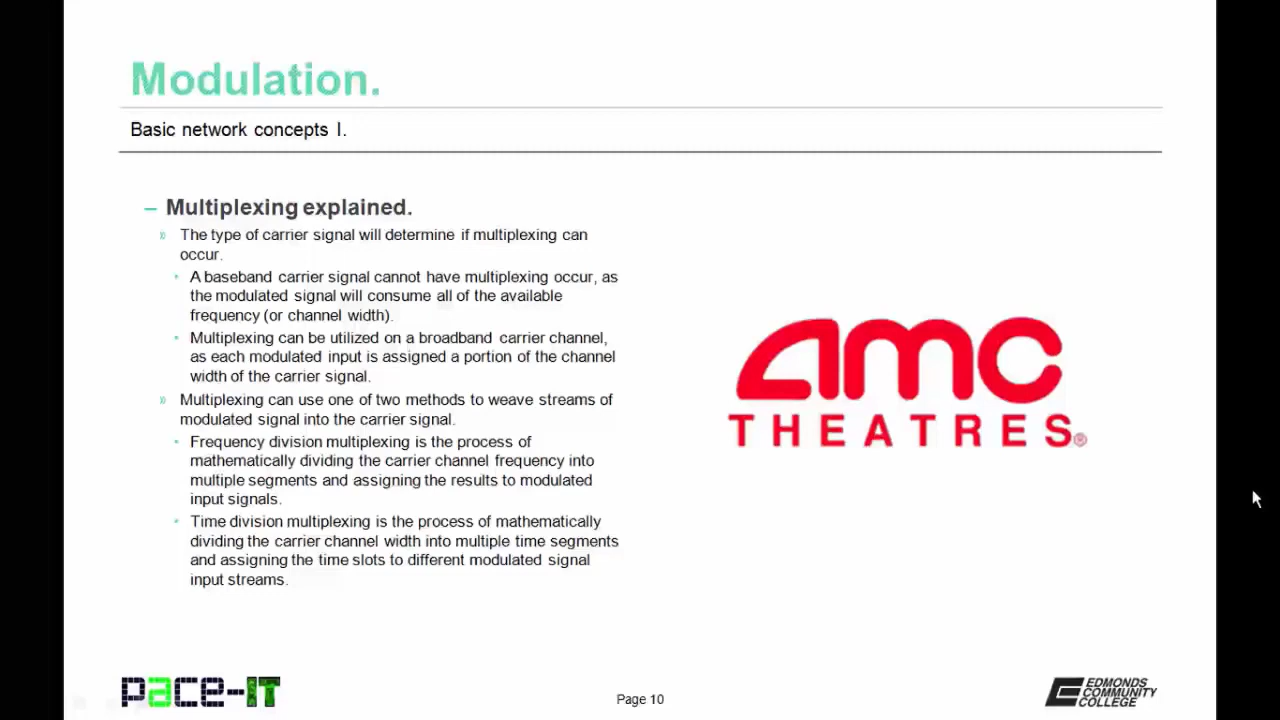 Modulation.
Basic network concepts I.
– Multiplexing explained.
» The type of carrier signal will determine if multiplexing can
occur.
• A baseband carrier signal cannot have multiplexing occur, as
the modulated signal will consume all of the available
frequency (or channel width).
• Multiplexing can be utilized on a broadband carrier channel,
as each modulated input is assigned a portion of the channel
width of the carrier signal.
» Multiplexing can use one of two methods to weave streams of
modulated signal into the carrier signal.
• Frequency division multiplexing is the process of
mathematically dividing the carrier channel frequency into
multiple segments and assigning the results to modulated
input signals.
• Time division multiplexing is the process of mathematically
dividing the carrier channel width into multiple time segments
and assigning the time slots to different modulated signal
input streams.
amc
THEATRES®
pace-IT
Page 10
EDMONDS
COMMUNITY
COLLEGE